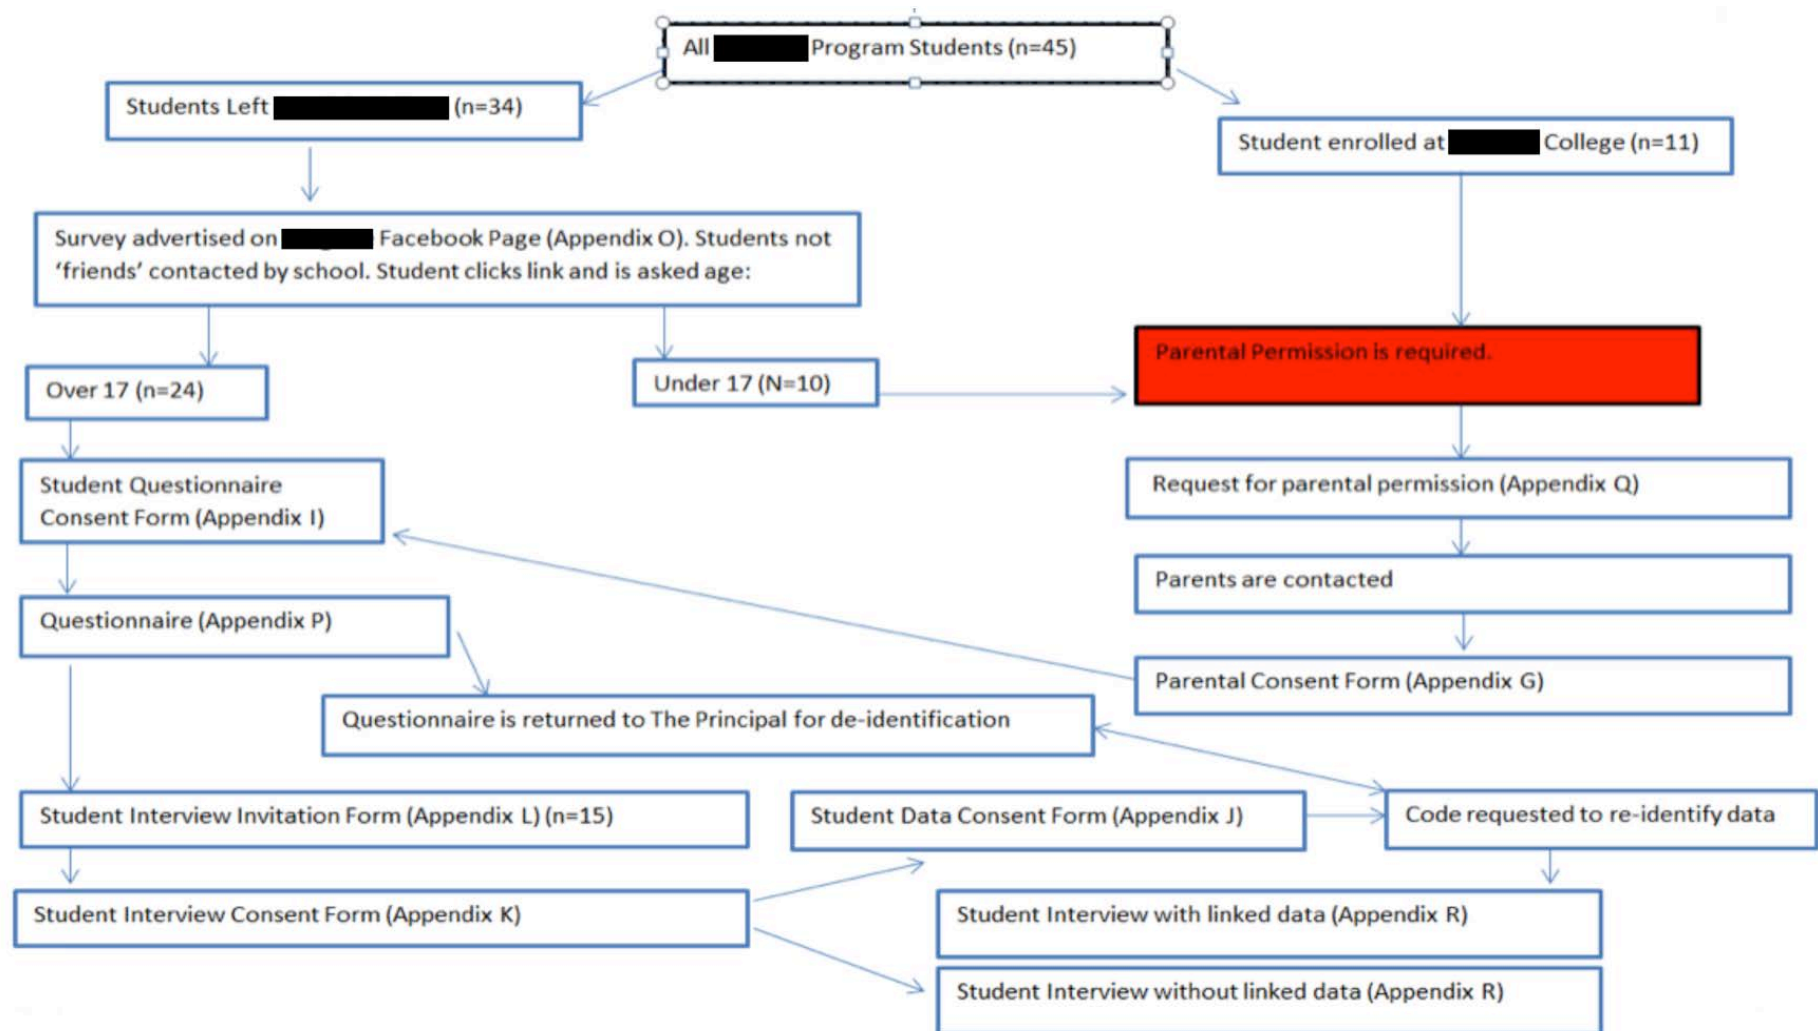 All Program Students (n=45)
Students Left (n=34)
Student enrolled at College (n=11)
Survey advertised on Facebook Page (Appendix O). Students not
‘friends’ contacted by school. Student clicks link and is asked age:
Over 17 (n=24)
Under 17 (N=10)
Parental Permission is required.
Student Questionnaire
Consent Form (Appendix I)
Request for parental permission (Appendix Q)
Parents are contacted
Questionnaire (Appendix P)
Parental Consent Form (Appendix G)
Questionnaire is returned to The Principal for de-identification
Student Interview Invitation Form (Appendix L) (n=15)
Student Data Consent Form (Appendix J)
Code requested to re-identify data
Student Interview Consent Form (Appendix K)
Student Interview with linked data (Appendix R)
Student Interview without linked data (Appendix R)